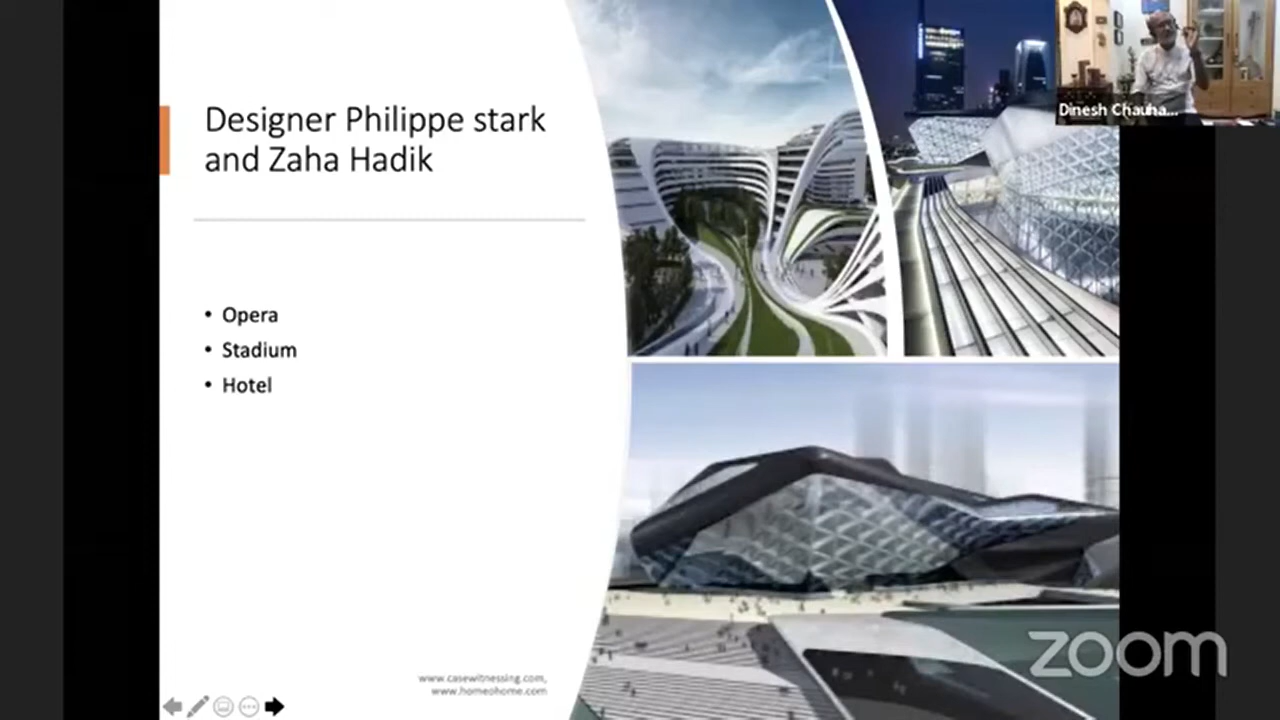 Designer Philippe stark
and Zaha Hadik
• Opera
• Stadium
• Hotel
www.casewitnessing.com,
www.homeohome.com
Dinesh Chauha...
zoom